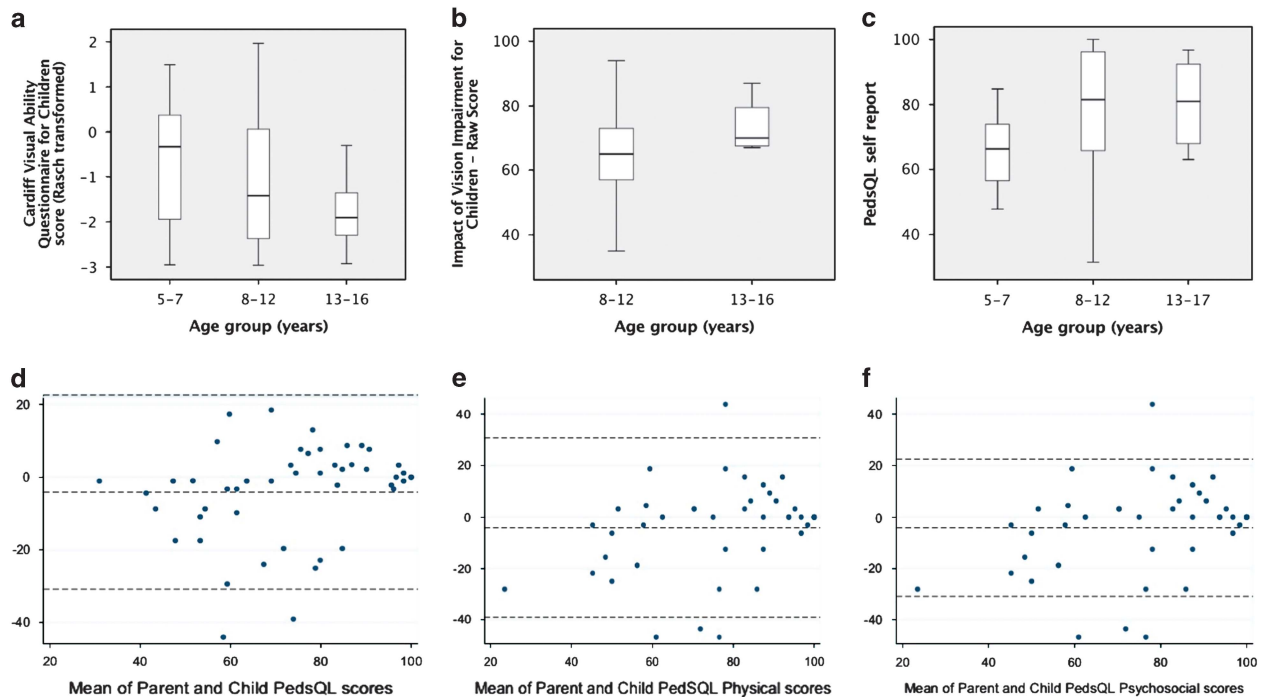 a
Cardiff Visual Ability
Questionnaire for Children
score (Rasch transformed)
2
1
0
-1
-2
-3
5-7
8-12
13-16
Age group (years)
b
Impact of Vision Impairment for
Children - Raw Score
100
80
60
40
8-12
13-16
Age group (years)
c
PedsQL self report
100
80
60
40
5-7
8-12
13-17
Age group (years)
d
20
0
-20
-40
20
40
60
80
100
Mean of Parent and Child PedsQL scores
e
40
20
0
-20
-40
20
40
60
80
100
Mean of Parent and Child PedSQL Physical scores
f
40
20
0
-20
-40
20
40
60
80
100
Mean of Parent and Child PedsQL Psychosocial scores